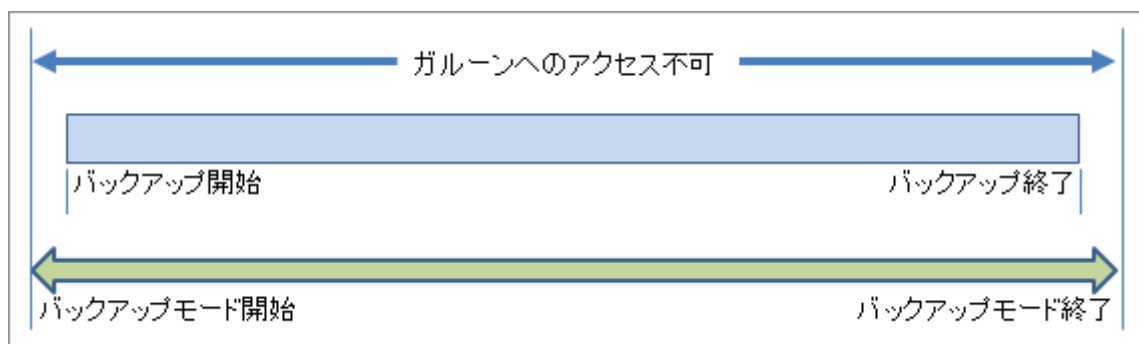 ガルーンへのアクセス不可
バックアップ開始
バックアップ終了
バックアップモード開始
バックアップモード終了